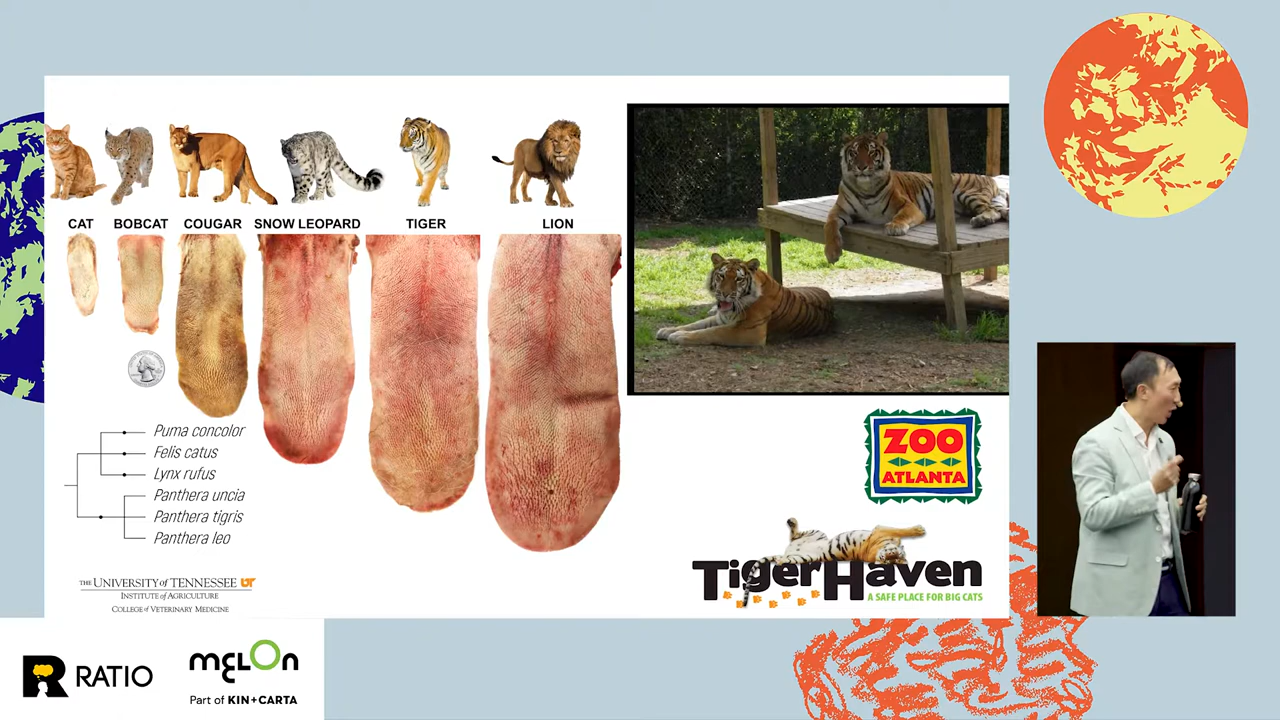 CAT
BOBCAT
COUGAR
SNOW LEOPARD
TIGER
LION
Puma concolor
Felis catus
Lynx rufus
Panthera uncia
Panthera tigris
Panthera leo
THE UNIVERSITY of TENNESSEE UT
INSTITUTE of AGRICULTURE
COLLEGE of VETERINARY MEDICINE
ZOO
ATLANTA
TigerHaven
A SAFE PLACE FOR BIG CATS
R RATIO
melon
Part of KIN+CARTA